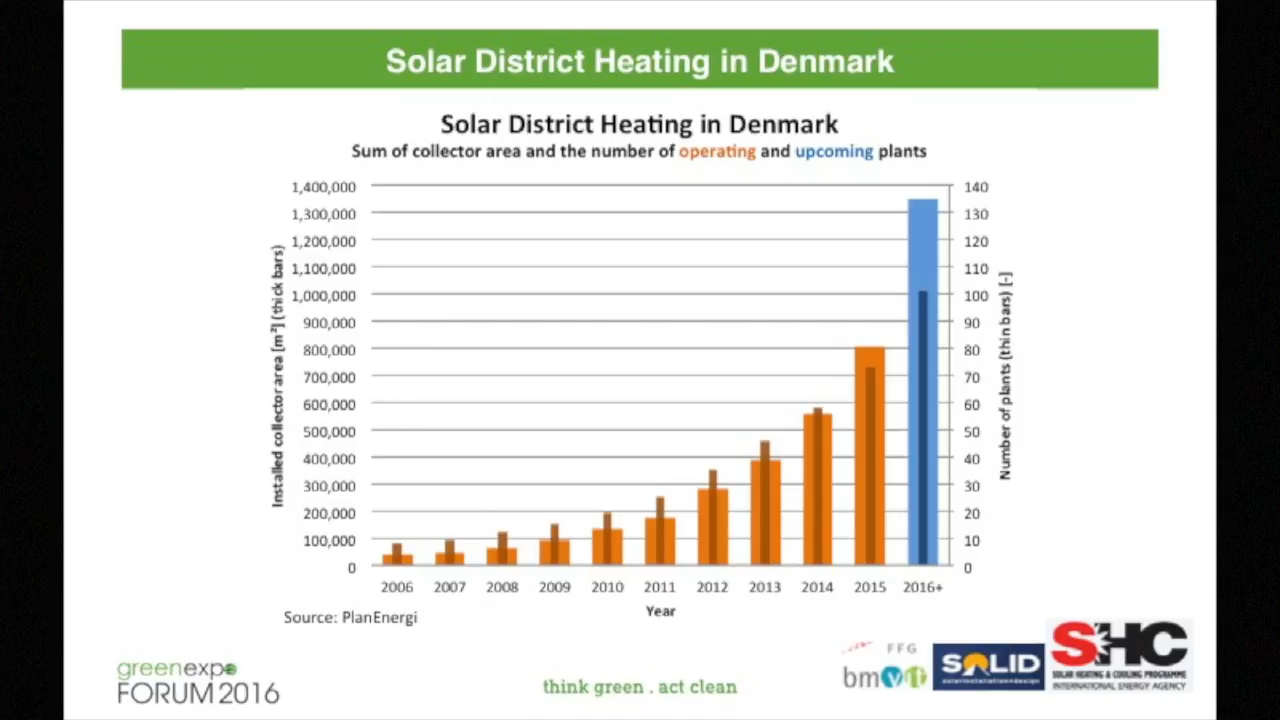 Solar District Heating in Denmark
Solar District Heating in Denmark
Sum of collector area and the number of operating and upcoming plants
Installed collector area [m²] (thick bars)
1,400,000
1,300,000
1,200,000
1,100,000
1,000,000
900,000
800,000
700,000
600,000
500,000
400,000
300,000
200,000
100,000
0
140
130
120
110
100
90
80
70
60
50
40
30
20
10
0
Number of plants (thin bars) [-]
2006 2007 2008 2009 2010 2011 2012 2013 2014 2015 2016+
Year
Source: PlanEnergi
greenexpo
FORUM 2016
think green . act clean
FFG
bmvit
SOLID
SHC
SOLAR HEATING & COOLING PROGRAMME
INTERNATIONAL ENERGY AGENCY